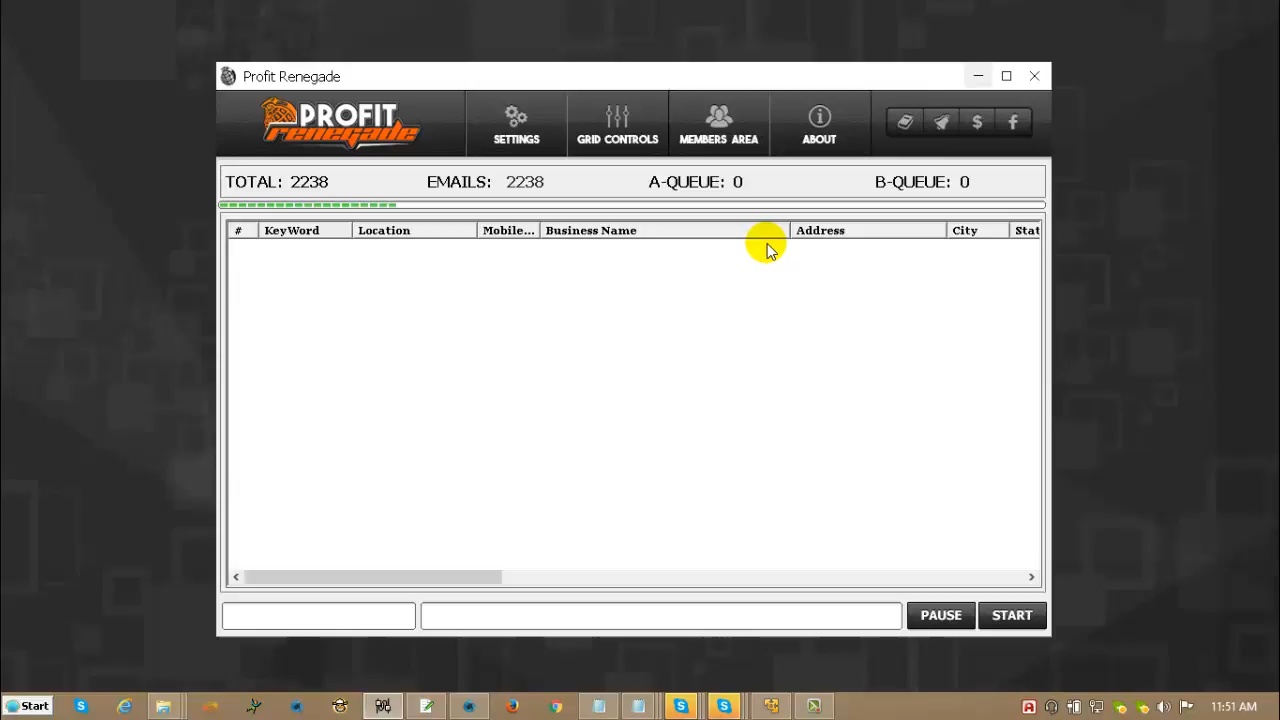 Profit Renegade
PROFIT
renegade
SETTINGS
GRID CONTROLS
MEMBERS AREA
ABOUT
$
f
TOTAL: 2238
EMAILS: 2238
A-QUEUE: 0
B-QUEUE: 0
#
KeyWord
Location
Mobile...
Business Name
Address
City
Stat
PAUSE
START
Start
11:51 AM